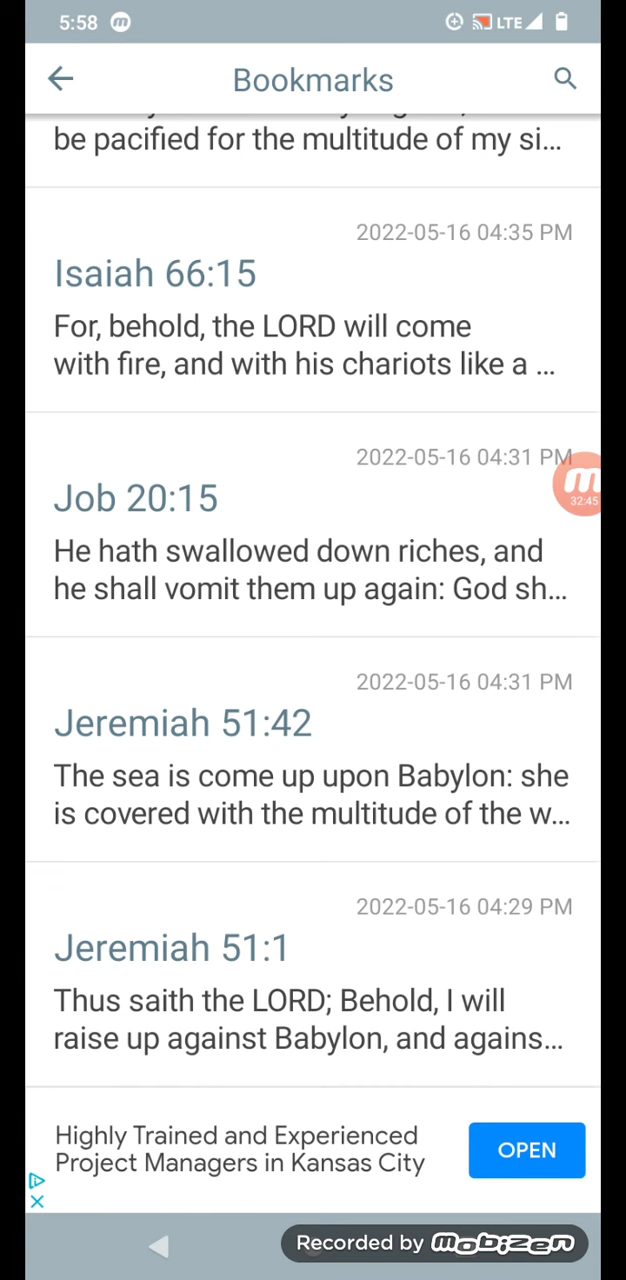 5:58
LTE
Bookmarks
be pacified for the multitude of my si...
2022-05-16 04:35 PM
Isaiah 66:15
For, behold, the LORD will come
with fire, and with his chariots like a ...
2022-05-16 04:31 PM
Job 20:15
32:45
He hath swallowed down riches, and
he shall vomit them up again: God sh...
2022-05-16 04:31 PM
Jeremiah 51:42
The sea is come up upon Babylon: she
is covered with the multitude of the w...
2022-05-16 04:29 PM
Jeremiah 51:1
Thus saith the LORD; Behold, I will
raise up against Babylon, and agains...
Highly Trained and Experienced
Project Managers in Kansas City
OPEN
Recorded by mobizen